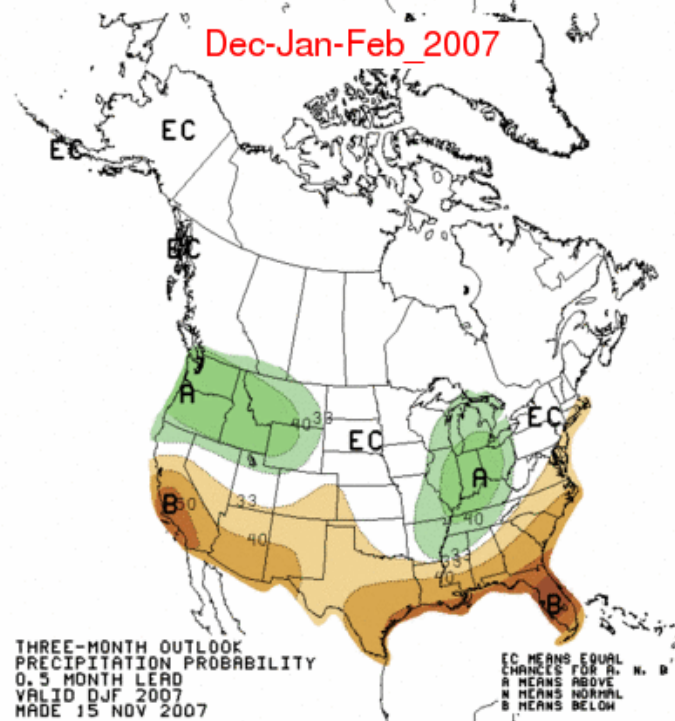 Dec-Jan-Feb_2007
EC
EC
EC
A
40
33
EC
EC
A
B
50
33
40
40
33
33
40
B
THREE-MONTH OUTLOOK
PRECIPITATION PROBABILITY
0.5 MONTH LEAD
VALID DJF 2007
MADE 15 NOV 2007
EC MEANS EQUAL
CHANCES FOR A, N, B
A MEANS ABOVE
N MEANS NORMAL
B MEANS BELOW